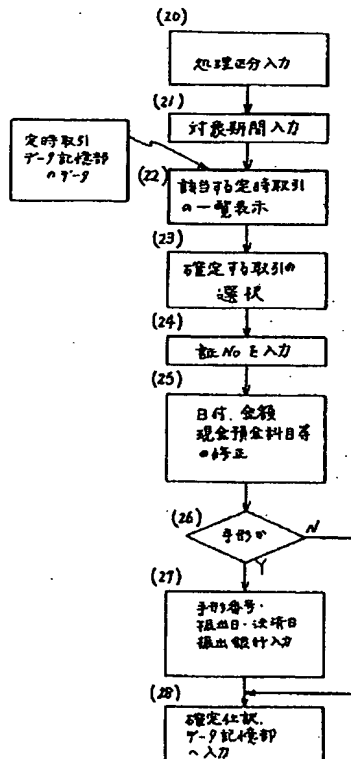 (20)
処理区分入力
(21)
対象期間入力
定時取引
データ記憶部
のデータ
(22)
該当する定時取引
の一覧表示
(23)
確定する取引の
選択
(24)
証Noを入力
(25)
日付、金額
現金預金科目等
の修正
(26)
手形か
N
Y
(27)
手形番号・
振出日・決済日
振出銀行入力
(28)
確定仕訳、
データ記憶部
へ入力